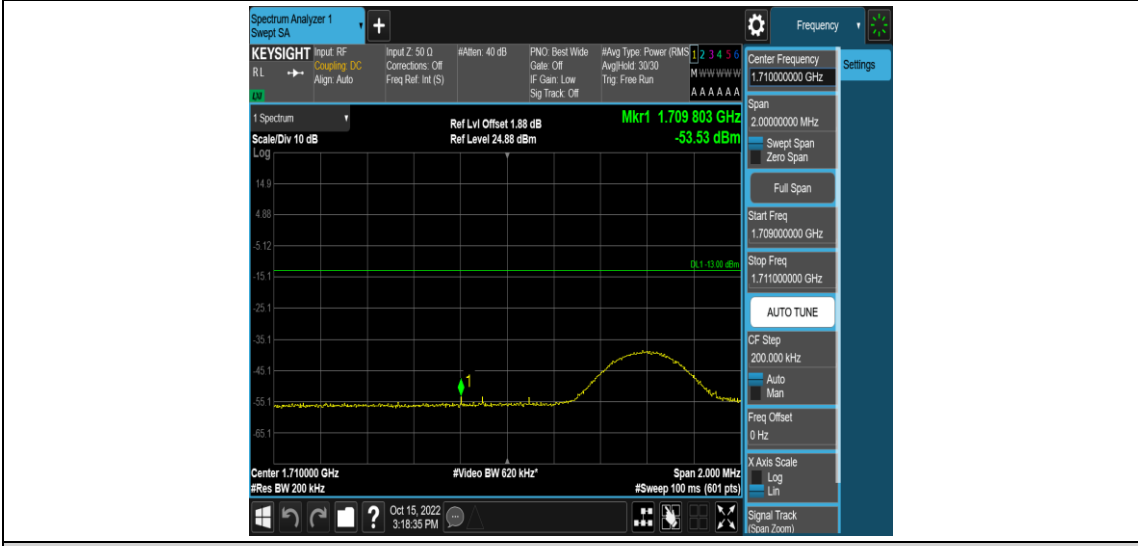 Spectrum Analyzer 1
Swept SA
Frequency
KEYSIGHT
RL
Input: RF
Coupling: DC
Align: Auto
Input Z: 50 Ω
Corrections: Off
Freq Ref: Int (S)
#Atten: 40 dB
PNO: Best Wide
Gate: Off
IF Gain: Low
Sig Track: Off
#Avg Type: Power (RMS
Avg|Hold: 30/30
Trig: Free Run
1 2 3 4 5 6
M W W W W W
A A A A A A
1 Spectrum
Scale/Div 10 dB
Log
Ref Lvl Offset 1.88 dB
Ref Level 24.88 dBm
Mkr1 1.709 803 GHz
-53.53 dBm
14.9
4.88
-5.12
DL1 -13.00 dBm
-15.1
-25.1
-35.1
-45.1
1
-55.1
-65.1
Center 1.710000 GHz
#Res BW 200 kHz
#Video BW 620 kHz*
Span 2.000 MHz
#Sweep 100 ms (601 pts)
Oct 15, 2022
3:18:35 PM
Center Frequency
1.710000000 GHz
Settings
Span
2.00000000 MHz
Swept Span
Zero Span
Full Span
Start Freq
1.709000000 GHz
Stop Freq
1.711000000 GHz
AUTO TUNE
CF Step
200.000 kHz
Auto
Man
Freq Offset
0 Hz
X Axis Scale
Log
Lin
Signal Track
(Span Zoom)